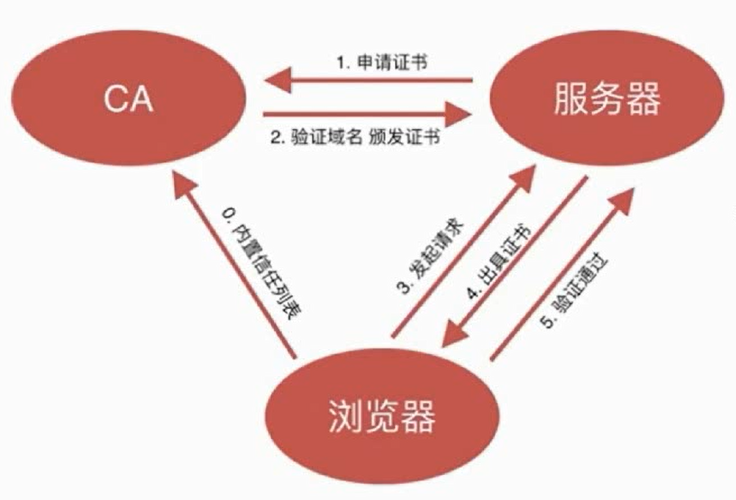 CA
1. 申请证书
服务器
2. 验证域名 颁发证书
0. 内置信任列表
3. 发起请求
4. 出具证书
5. 验证通过
浏览器